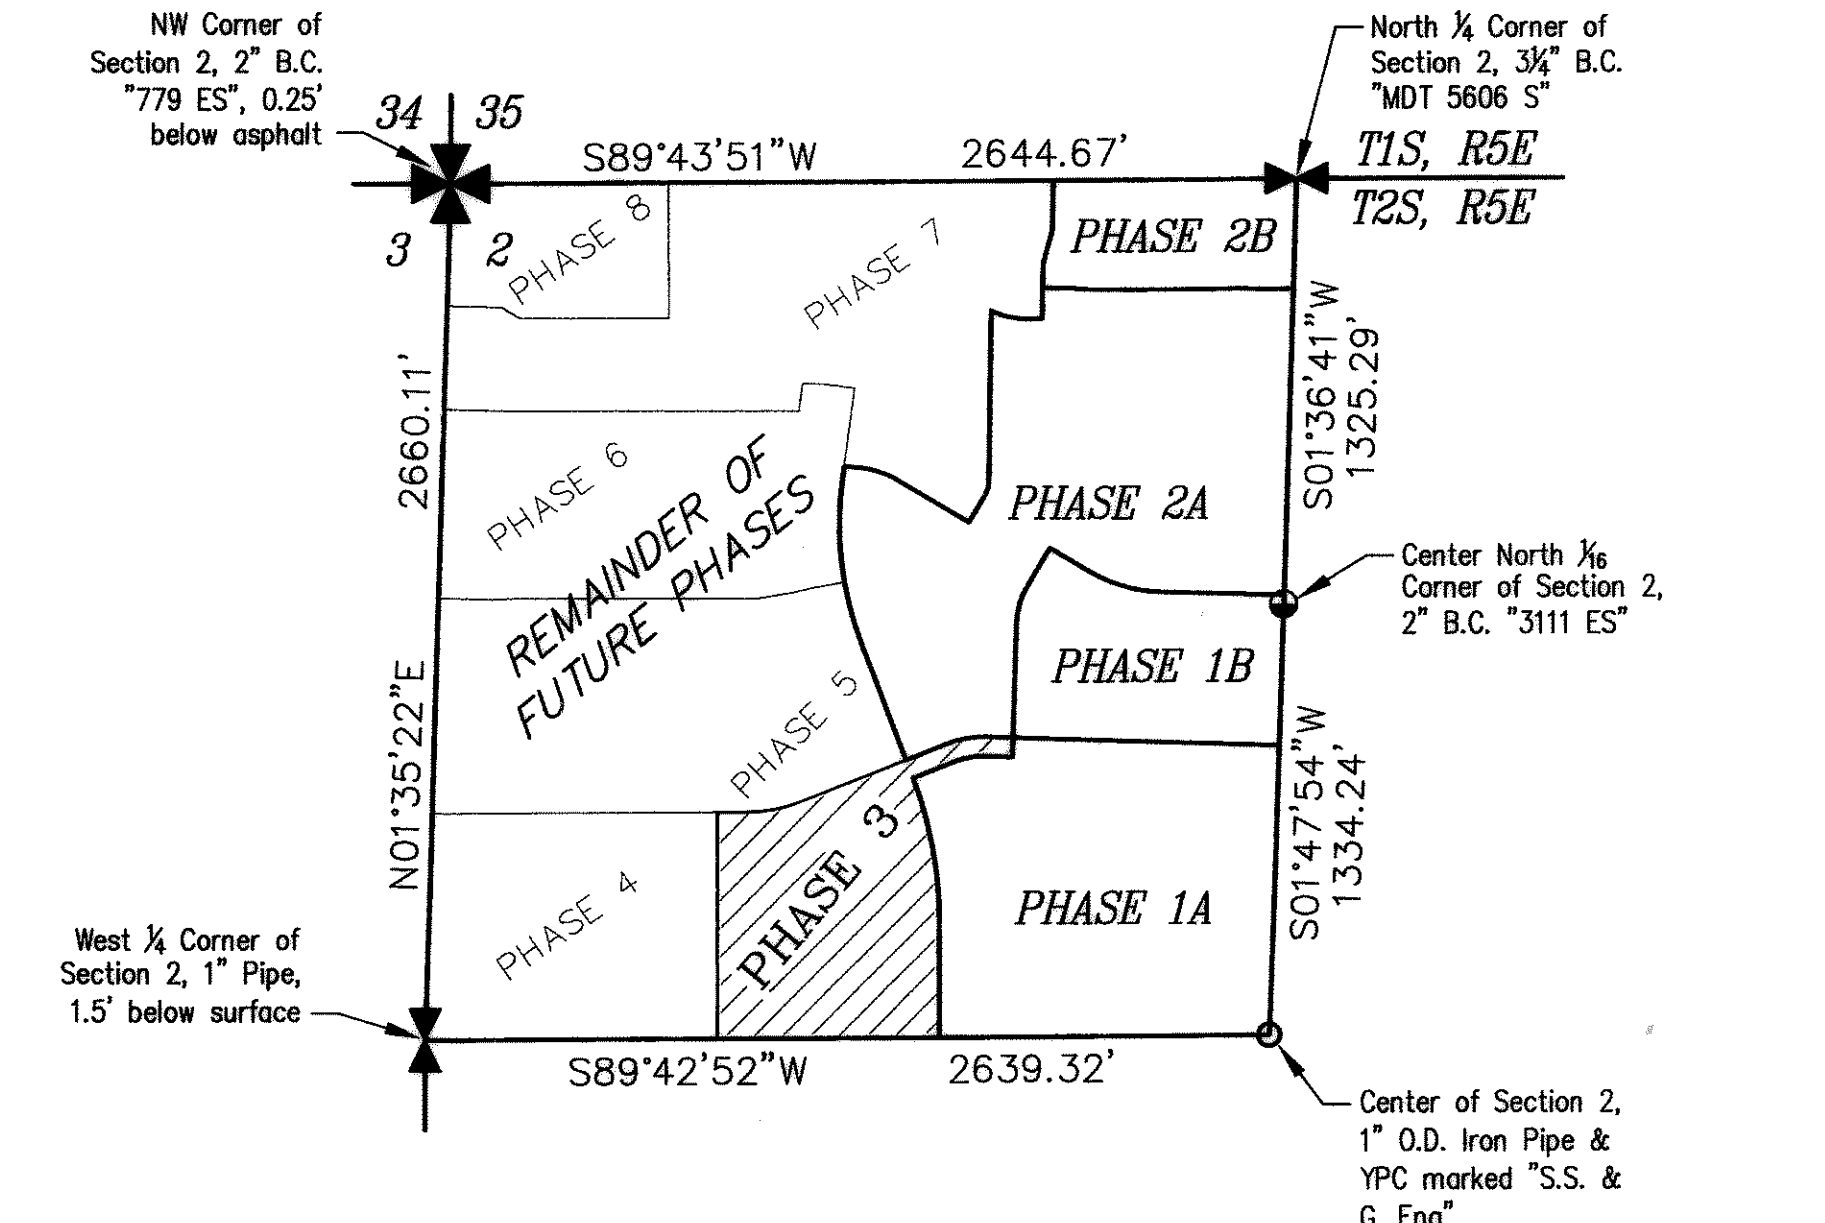 NW Corner of
Section 2, 2" B.C.
"779 ES", 0.25'
below asphalt
North ¼ Corner of
Section 2, 3¼" B.C.
"MDT 5606 S"
34 35
S89°43'51"W 2644.67'
T1S, R5E
T2S, R5E
3 2
PHASE 8
PHASE 7
PHASE 2B
2660.11'
N01°35'22"E
S01°36'41"W
1325.29'
PHASE 6
REMAINDER OF
FUTURE PHASES
PHASE 2A
Center North 1/16
Corner of Section 2,
2" B.C. "3111 ES"
PHASE 1B
PHASE 5
S01°47'54"W
1334.24'
PHASE 3
PHASE 4
PHASE 1A
West ¼ Corner of
Section 2, 1" Pipe,
1.5' below surface
S89°42'52"W 2639.32'
Center of Section 2,
1" O.D. Iron Pipe &
YPC marked "S.S. &
G. Eng"